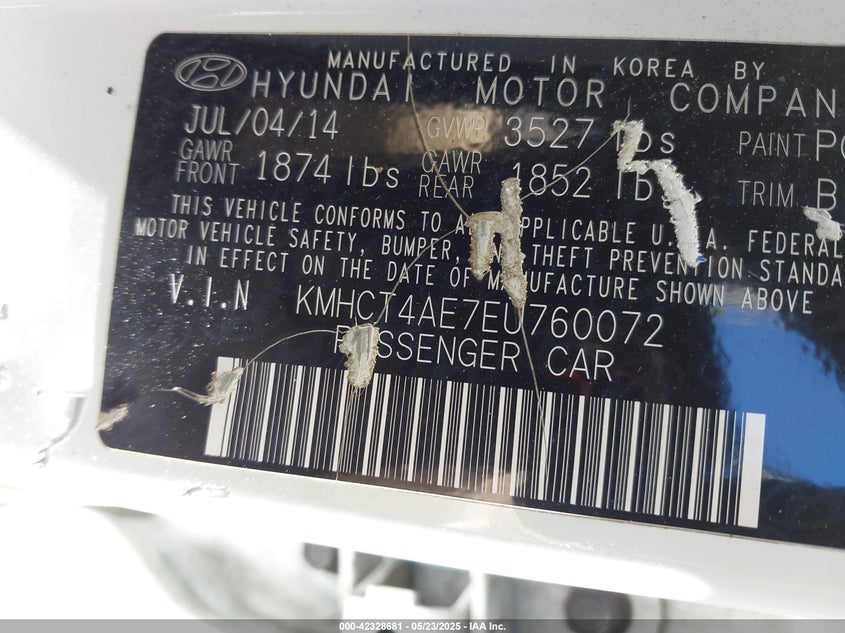 MANUFACTURED IN KOREA BY
HYUNDAI MOTOR COMPAN
JUL/04/14 GVWR 3527 lbs PAINT P
GAWR FRONT 1874 lbs GAWR REAR 1852 lb TRIM B
THIS VEHICLE CONFORMS TO A APPLICABLE U.S.A. FEDERAL
MOTOR VEHICLE SAFETY, BUMPER, AND THEFT PREVENTION STANDA
IN EFFECT ON THE DATE OF MANUFACTURE SHOWN ABOVE
V.I.N KMHCT4AE7EU760072
PASSENGER CAR
000-42328681 - 05/23/2025 - IAA Inc.